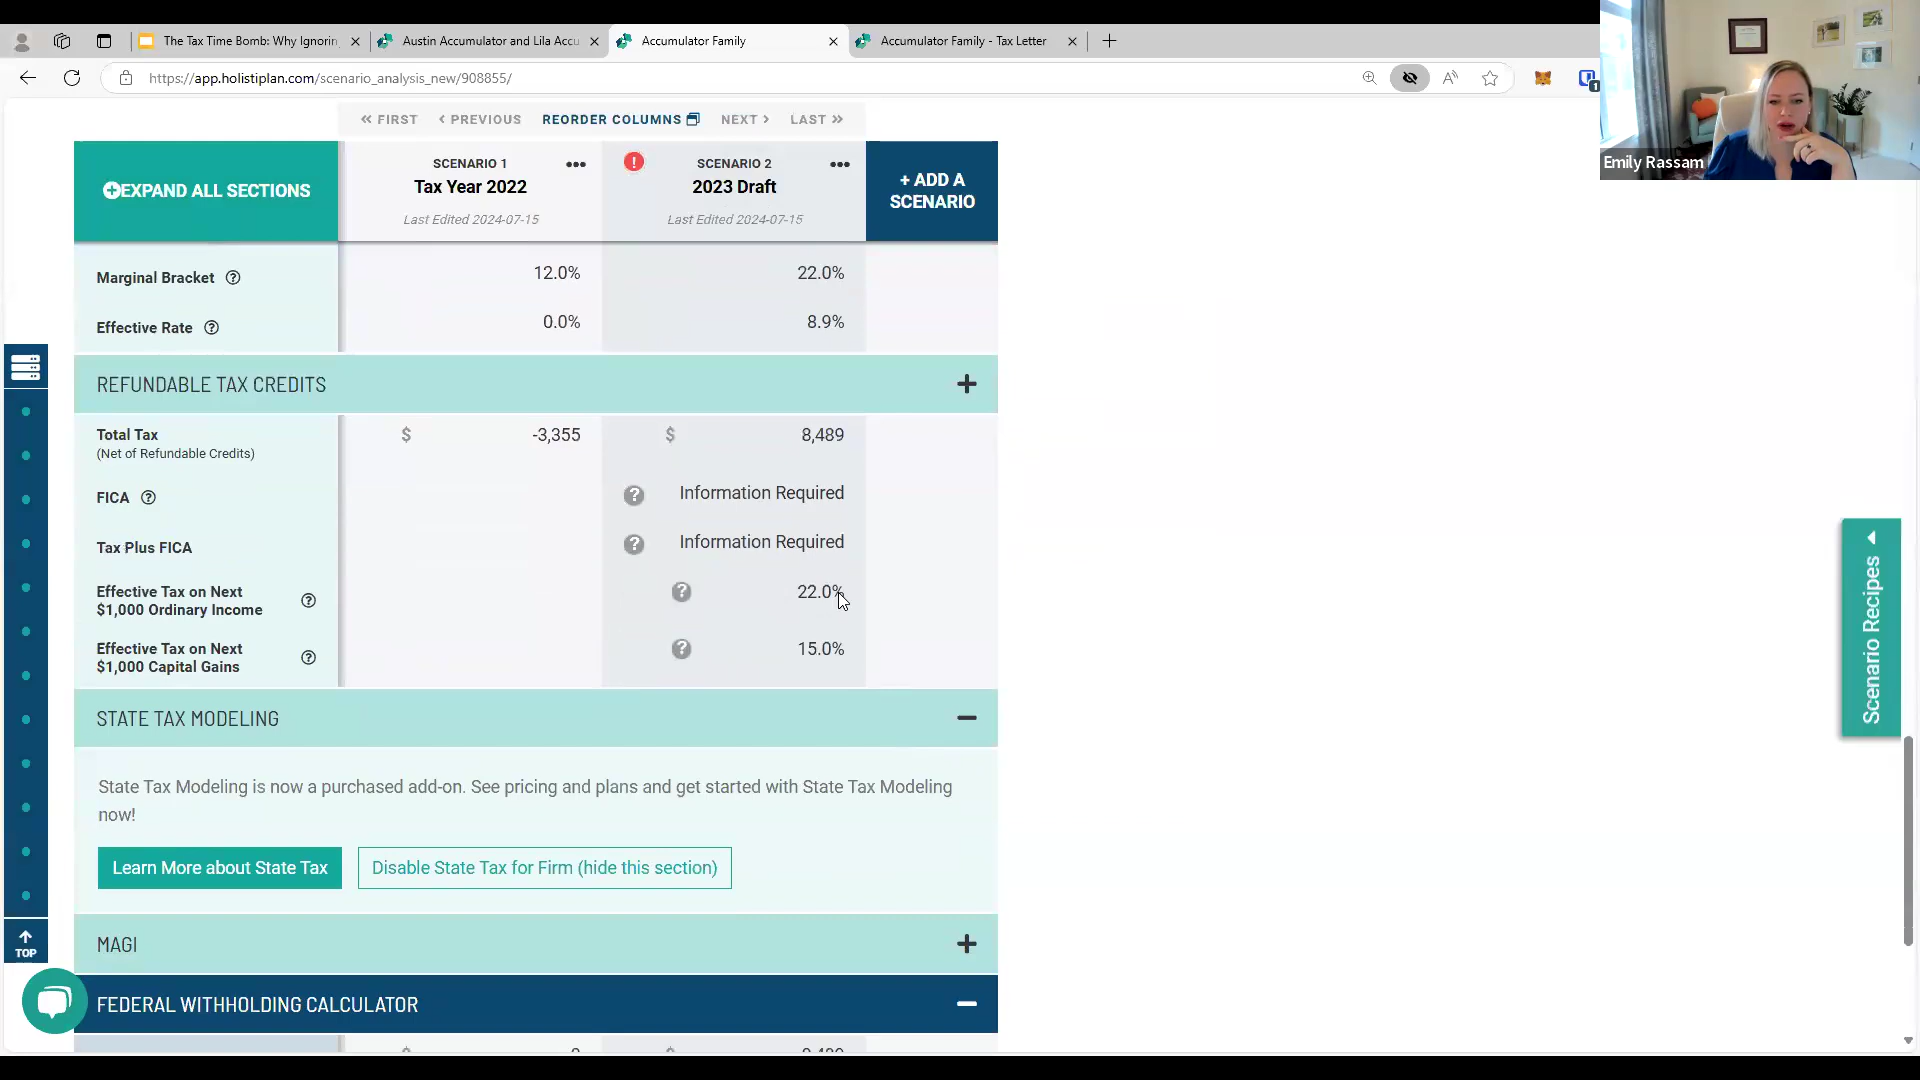 The Tax Time Bomb: Why Ignorin
Austin Accumulator and Lila Accu
Accumulator Family
Accumulator Family - Tax Letter
https://app.holistiplan.com/scenario_analysis_new/908855/
1
Emily Rassam
FIRST
PREVIOUS
REORDER COLUMNS
NEXT
LAST
EXPAND ALL SECTIONS
SCENARIO 1
Tax Year 2022
Last Edited 2024-07-15
SCENARIO 2
2023 Draft
Last Edited 2024-07-15
+ ADD A
SCENARIO
Marginal Bracket 12.0% 22.0%
Effective Rate 0.0% 8.9%
REFUNDABLE TAX CREDITS
Total Tax $ -3,355 $ 8,489
(Net of Refundable Credits)
FICA Information Required
Tax Plus FICA Information Required
Effective Tax on Next
$1,000 Ordinary Income
22.0%
Effective Tax on Next
$1,000 Capital Gains
15.0%
STATE TAX MODELING
State Tax Modeling is now a purchased add-on. See pricing and plans and get started with State Tax Modeling
now!
Learn More about State Tax
Disable State Tax for Firm (hide this section)
MAGI
FEDERAL WITHHOLDING CALCULATOR
TOP
Scenario Recipes